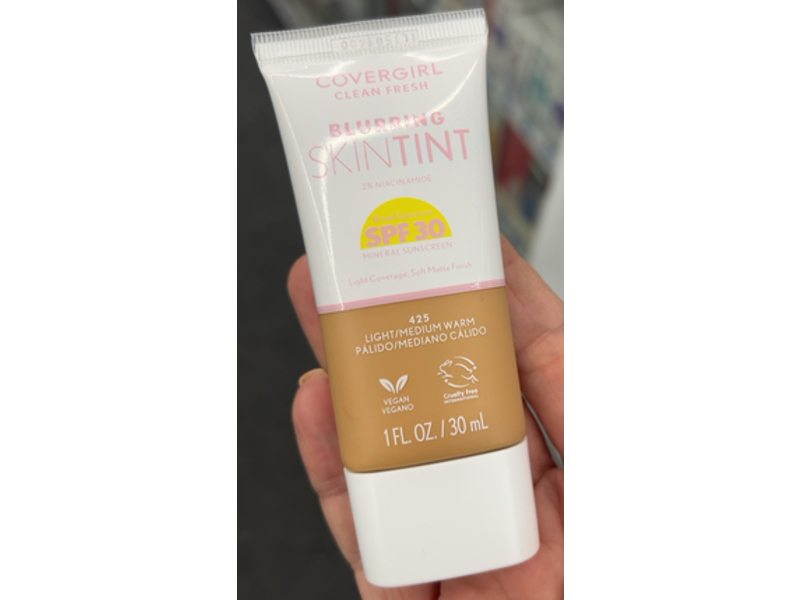 COVERGIRL
CLEAN FRESH
BLURRING
SKINTINT
2% NIACINAMIDE
SPF 30
MINERAL SUNSCREEN
Light Coverage, Soft Matte Finish
425
LIGHT/MEDIUM WARM
PÁLIDO/MEDIANO CÁLIDO
VEGAN
VEGANO
Cruelty Free
INTERNATIONAL
1 FL. OZ. / 30 mL